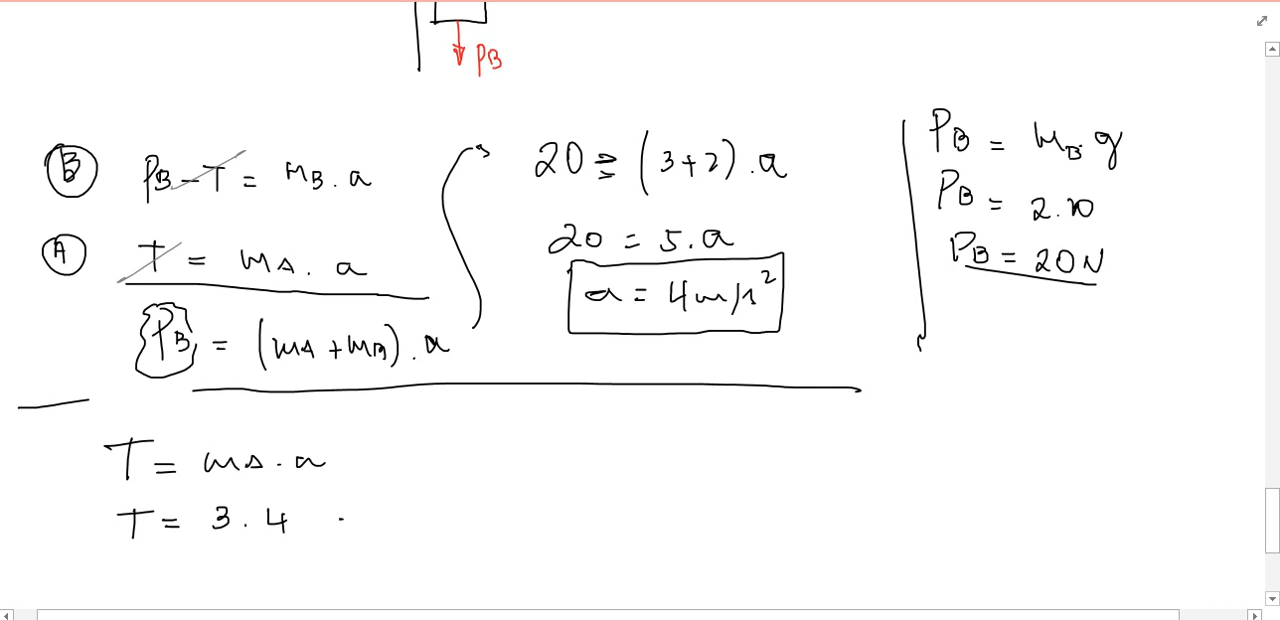 PB
B PB - T = mB . a
A T = mA . a
PB = (mA + mB) . a
20 = (3+2) . a
20 = 5 . a
a = 4 m/s²
PB = mB . g
PB = 2 . 10
PB = 20N
T = mA . a
T = 3 . 4